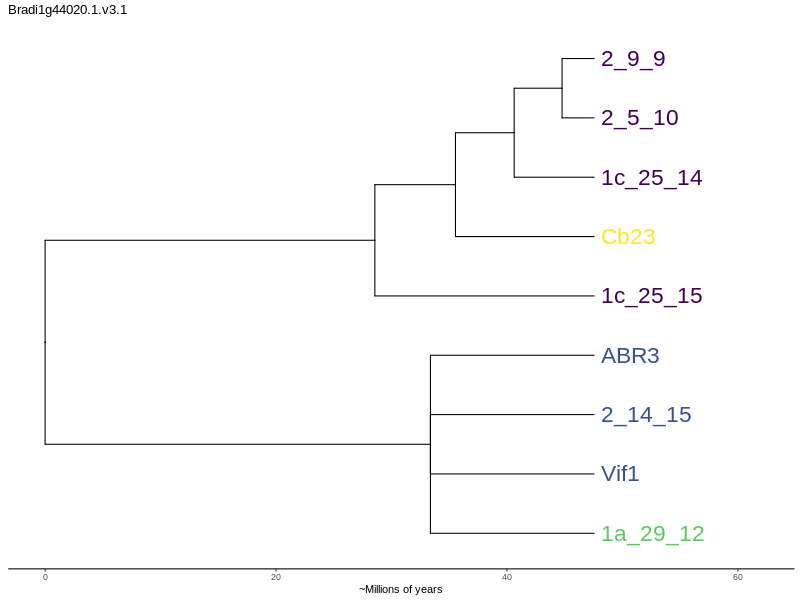 Bradi1g44020.1.v3.1
2_9_9
2_5_10
1c_25_14
Cb23
1c_25_15
ABR3
2_14_15
Vif1
1a_29_12
0 20 40 60
~Millions of years